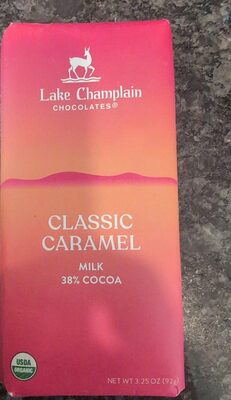 Lake Champlain
CHOCOLATES®
CLASSIC
CARAMEL
MILK
38% COCOA
USDA
ORGANIC
NET WT 3.25 OZ (92g)